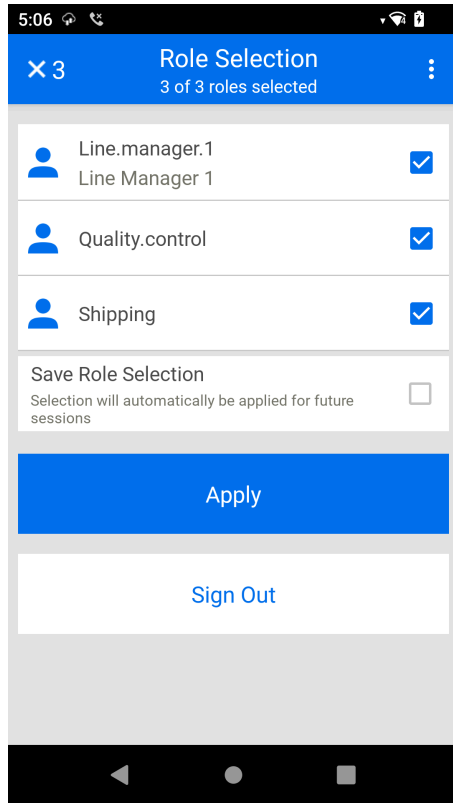 5:06
3
Role Selection
3 of 3 roles selected
Line.manager.1
Line Manager 1
Quality.control
Shipping
Save Role Selection
Selection will automatically be applied for future
sessions
Apply
Sign Out